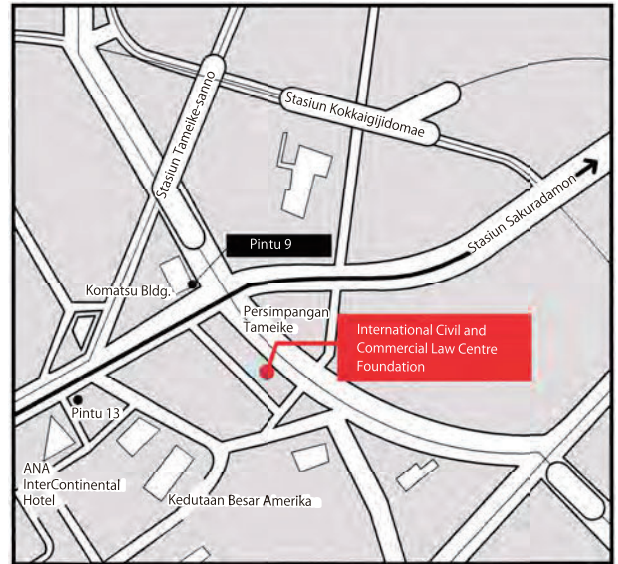 Stasiun Tameike-sanno
Stasiun Kokkaigijidomae
Stasiun Sakuradamon
Pintu 9
Komatsu Bldg.
Persimpangan
Tameike
International Civil and
Commercial Law Centre
Foundation
Pintu 13
ANA
InterContinental
Hotel
Kedutaan Besar Amerika